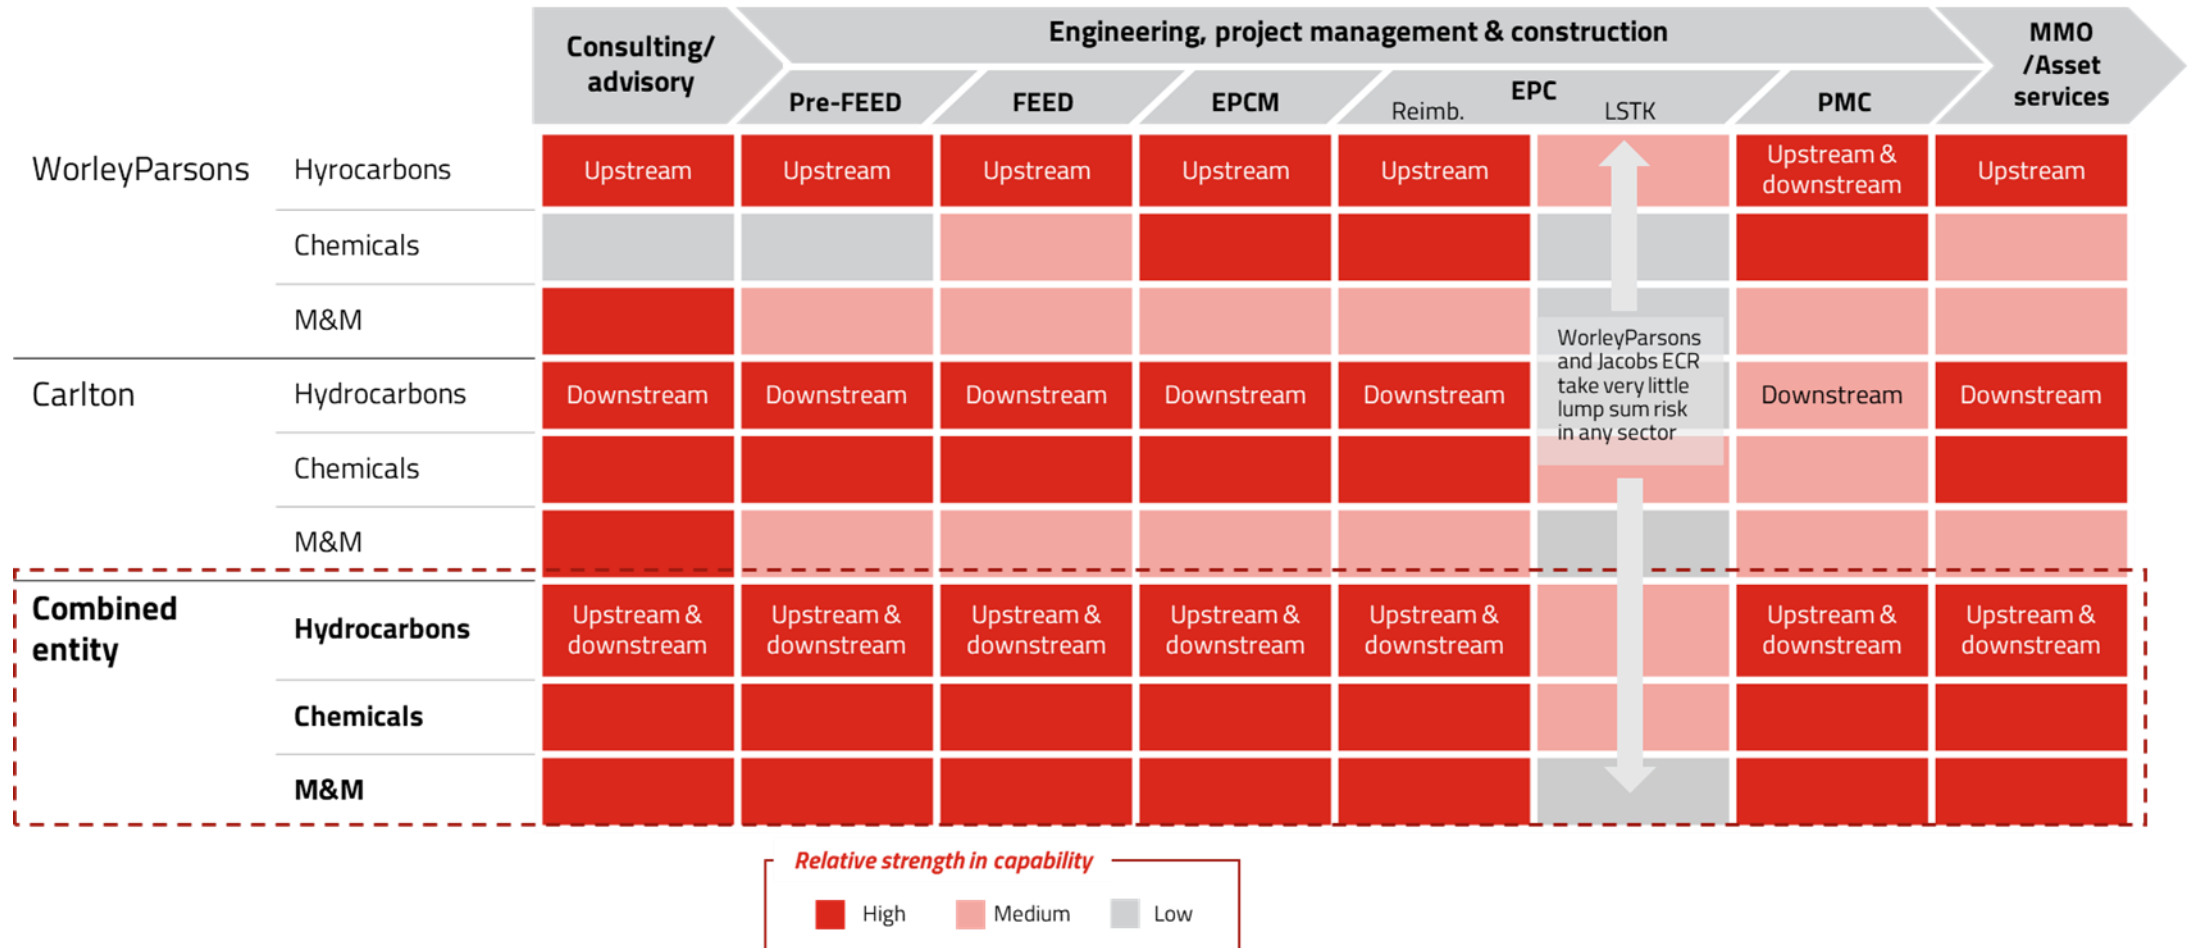 Consulting/
advisory
Engineering, project management & construction
MMO
/Asset
services
Pre-FEED
FEED
EPCM
EPC
Reimb.
LSTK
PMC
WorleyParsons
Hyrocarbons
Upstream
Upstream
Upstream
Upstream
Upstream
Upstream &
downstream
Upstream
Chemicals
M&M
WorleyParsons
and Jacobs ECR
take very little
lump sum risk
in any sector
Carlton
Hydrocarbons
Downstream
Downstream
Downstream
Downstream
Downstream
Downstream
Downstream
Chemicals
M&M
Combined
entity
Hydrocarbons
Upstream &
downstream
Upstream &
downstream
Upstream &
downstream
Upstream &
downstream
Upstream &
downstream
Upstream &
downstream
Upstream &
downstream
Chemicals
M&M
Relative strength in capability
High
Medium
Low